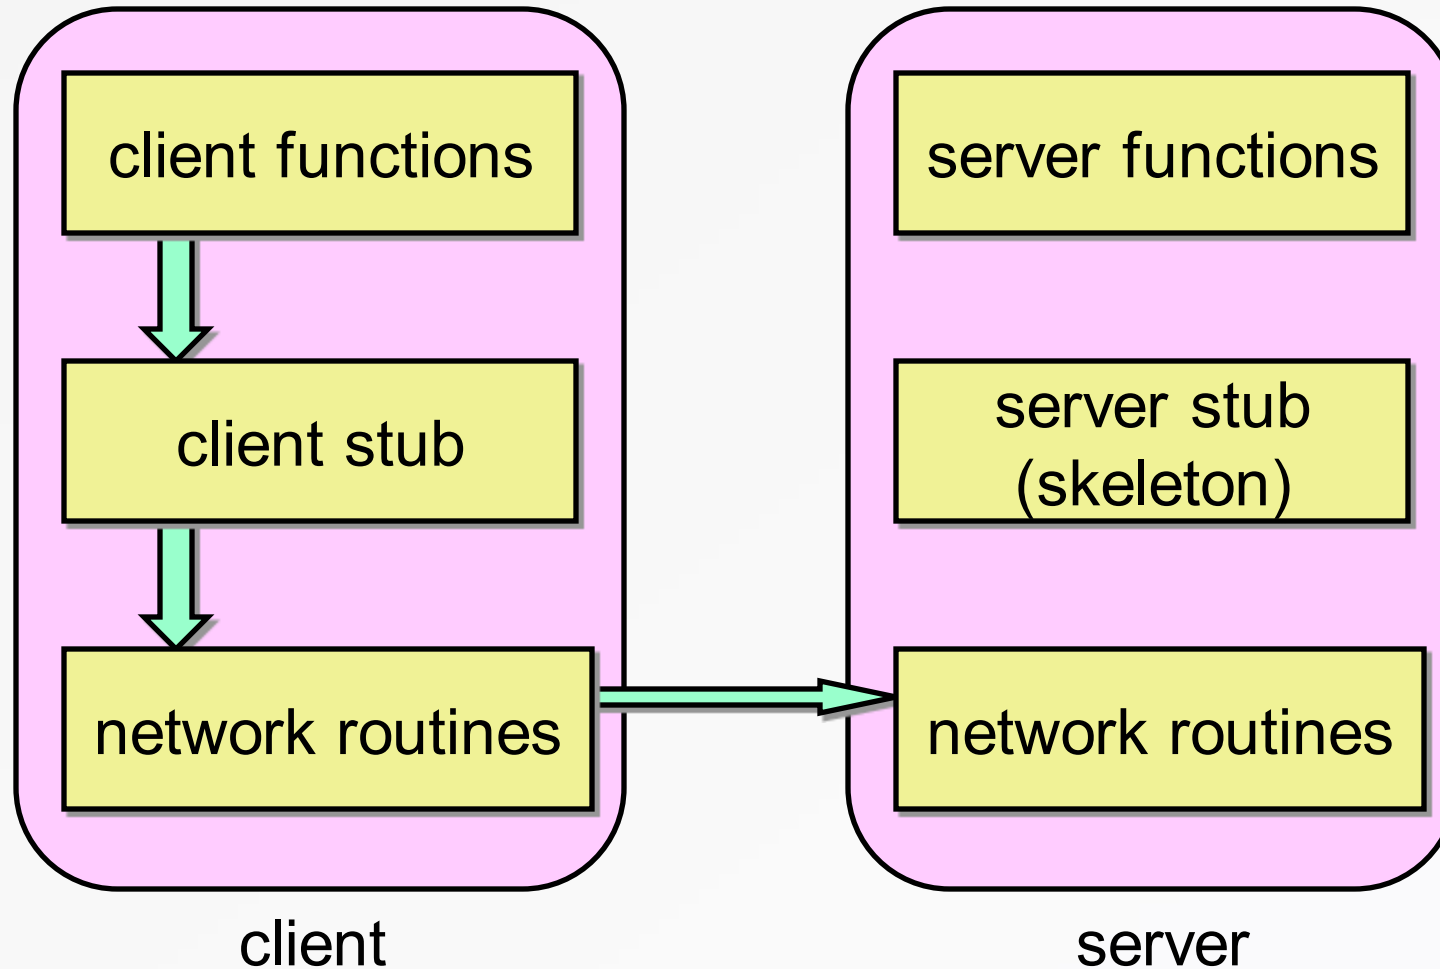 client functions
client stub
network routines
client
server functions
server stub
(skeleton)
network routines
server